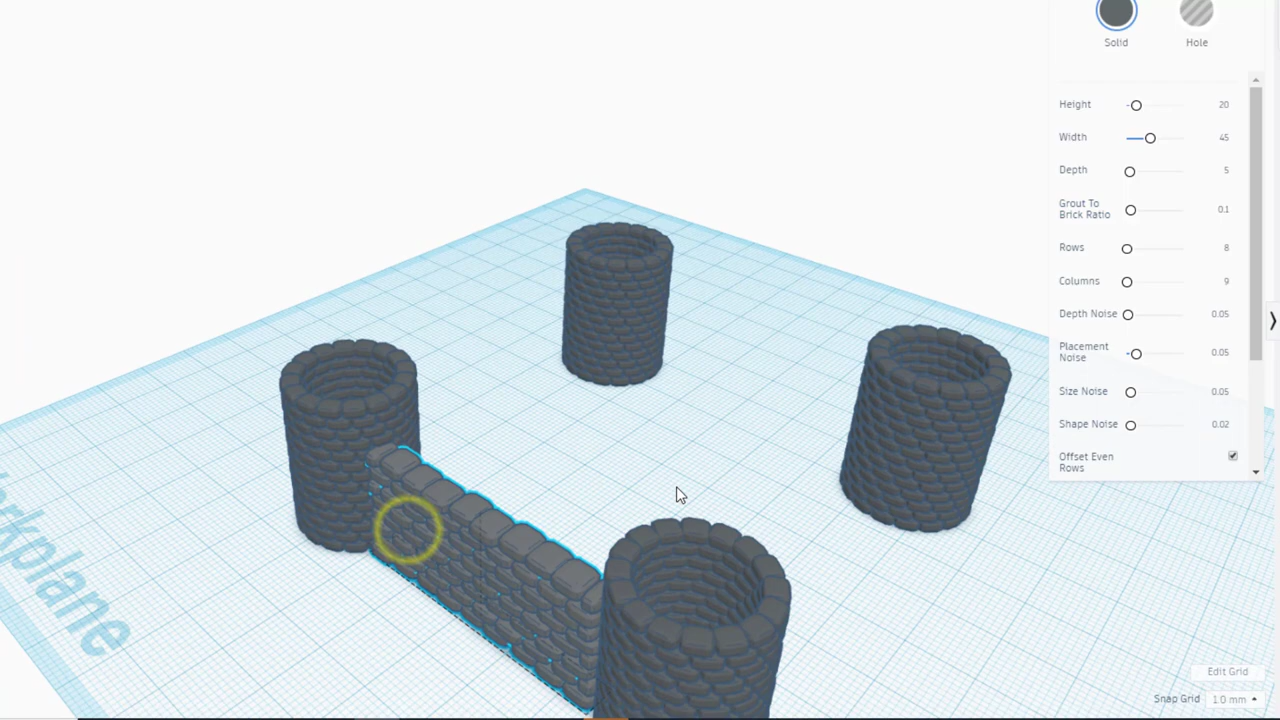 Solid
Hole
Height 20
Width 45
Depth 5
Grout To
Brick Ratio 0.1
Rows 8
Columns 9
Depth Noise 0.05
Placement
Noise 0.05
Size Noise 0.05
Shape Noise 0.02
Offset Even
Rows
rkplane
Edit Grid
Snap Grid 1.0 mm